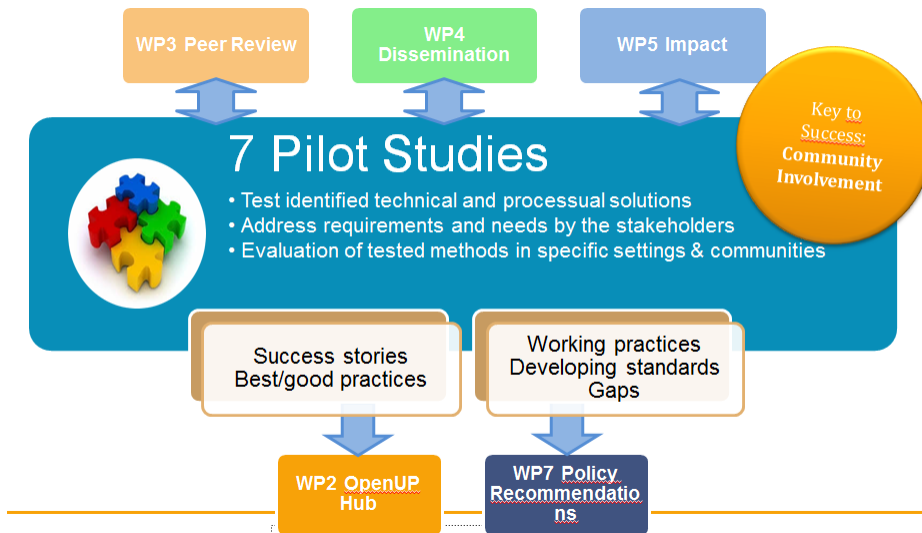 WP3 Peer Review
WP4
Dissemination
WP5 Impact
Key to
Success:
Community
Involvement
7 Pilot Studies
• Test identified technical and processual solutions
• Address requirements and needs by the stakeholders
• Evaluation of tested methods in specific settings & communities
Success stories
Best/good practices
Working practices
Developing standards
Gaps
WP2 OpenUP
Hub
WP7 Policy
Recommendatio
ns